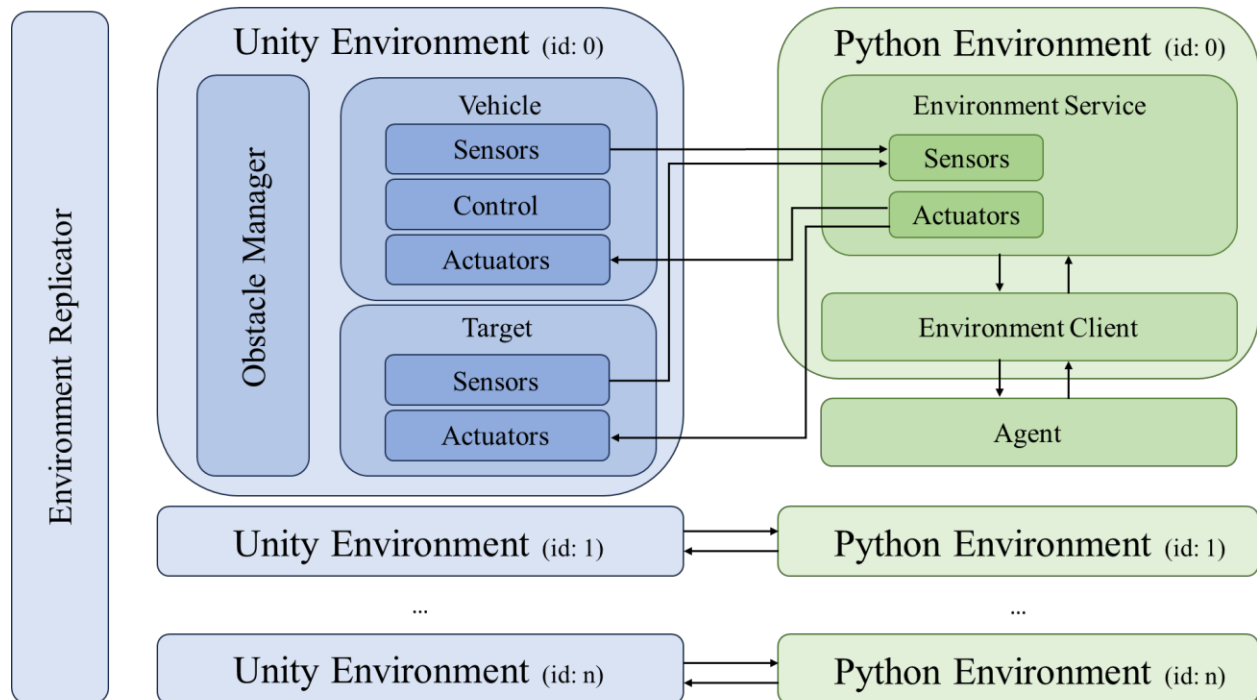 Environment Replicator
Unity Environment (id: 0)
Obstacle Manager
Vehicle
Sensors
Control
Actuators
Target
Sensors
Actuators
Python Environment (id: 0)
Environment Service
Sensors
Actuators
Environment Client
Agent
Unity Environment (id: 1)
Python Environment (id: 1)
...
...
Unity Environment (id: n)
Python Environment (id: n)